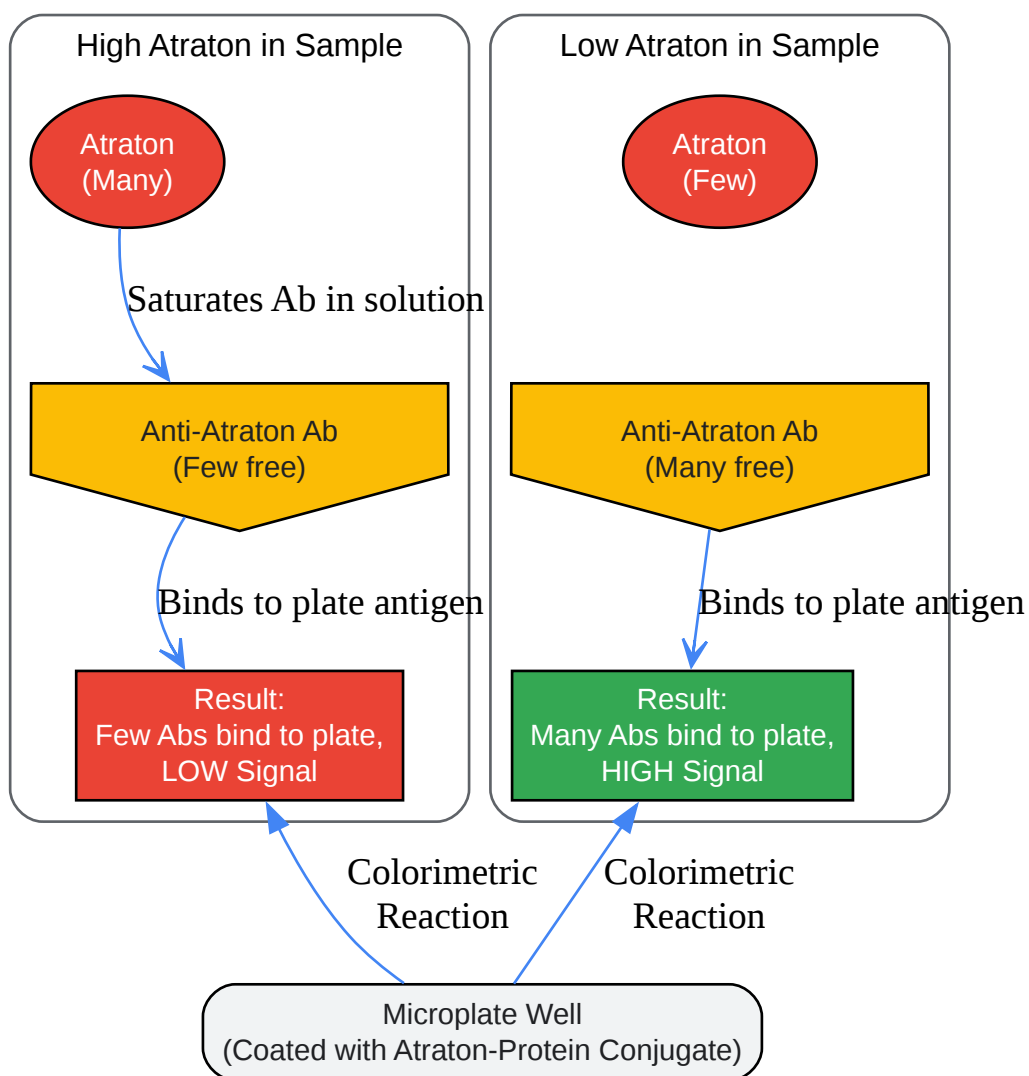 High Atraton in Sample
Atraton
(Many)
Saturates Ab in solution
Anti-Atraton Ab
(Few free)
Binds to plate antigen
Result:
Few Abs bind to plate,
LOW Signal
Low Atraton in Sample
Atraton
(Few)
Anti-Atraton Ab
(Many free)
Binds to plate antigen
Result:
Many Abs bind to plate,
HIGH Signal
Colorimetric
Reaction
Colorimetric
Reaction
Microplate Well
(Coated with Atraton-Protein Conjugate)